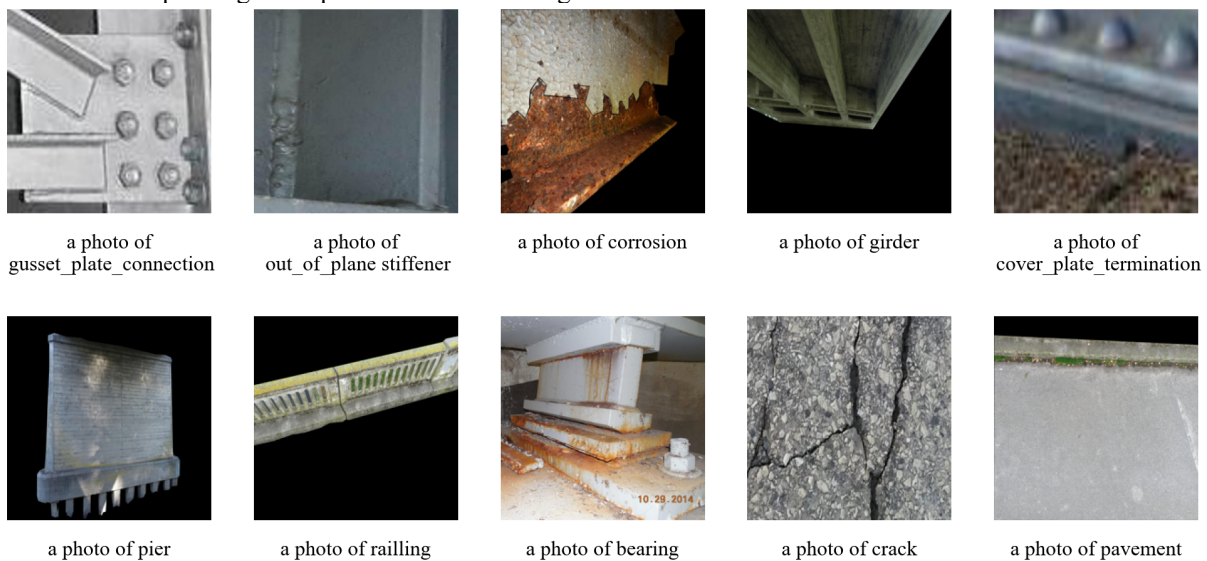 a photo of
gusset_plate_connection
a photo of
out_of_plane stiffener
a photo of corrosion
a photo of girder
a photo of
cover_plate_termination
10.29.2014
a photo of pier
a photo of railling
a photo of bearing
a photo of crack
a photo of pavement